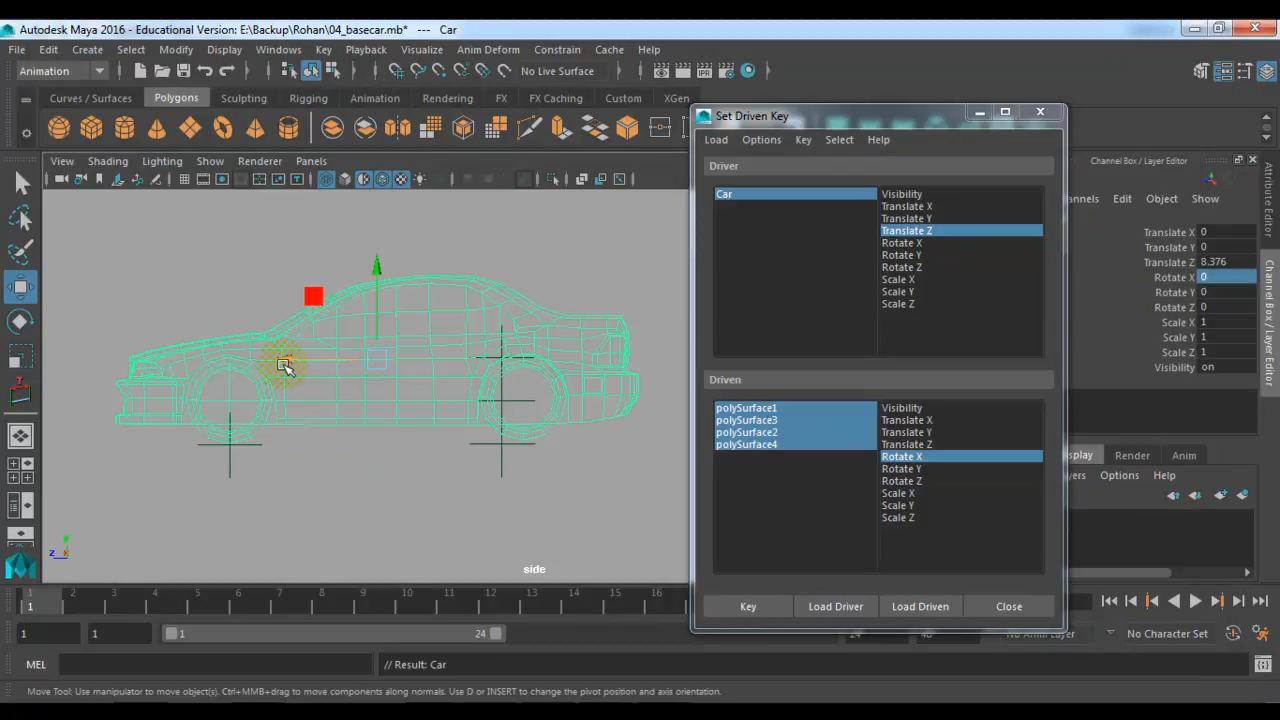 Autodesk Maya 2016 - Educational Version: E:\Backup\Rohan\04_basecar.mb* --- Car
File Edit Create Select Modify Display Windows Key Playback Visualize Anim Deform Constrain Cache Help
Animation No Live Surface
Curves / Surfaces Polygons Sculpting Rigging Animation Rendering FX FX Caching Custom XGen
View Shading Lighting Show Renderer Panels
side
Set Driven Key
Load Options Key Select Help
Driver
Car Visibility
Translate X
Translate Y
Translate Z
Rotate X
Rotate Y
Rotate Z
Scale X
Scale Y
Scale Z
Driven
polySurface1 Visibility
polySurface3 Translate X
polySurface2 Translate Y
polySurface4 Translate Z
Rotate X
Rotate Y
Rotate Z
Scale X
Scale Y
Scale Z
Key Load Driver Load Driven Close
Channel Box / Layer Editor
annels Edit Object Show
Translate X 0
Translate Y 0
Translate Z 8.376
Rotate X 0
Rotate Y 0
Rotate Z 0
Scale X 1
Scale Y 1
Scale Z 1
Visibility on
splay Render Anim
yers Options Help
Attribute Editor
Channel Box / Layer Editor
z y x
1 2 3 4 5 6 7 8 9 10 11 12 13 14 15 16
1
1 1 1 24 No Character Set
MEL // Result: Car
Move Tool: Use manipulator to move object(s). Ctrl+MMB+drag to move components along normals. Use D or INSERT to change the pivot position and axis orientation.